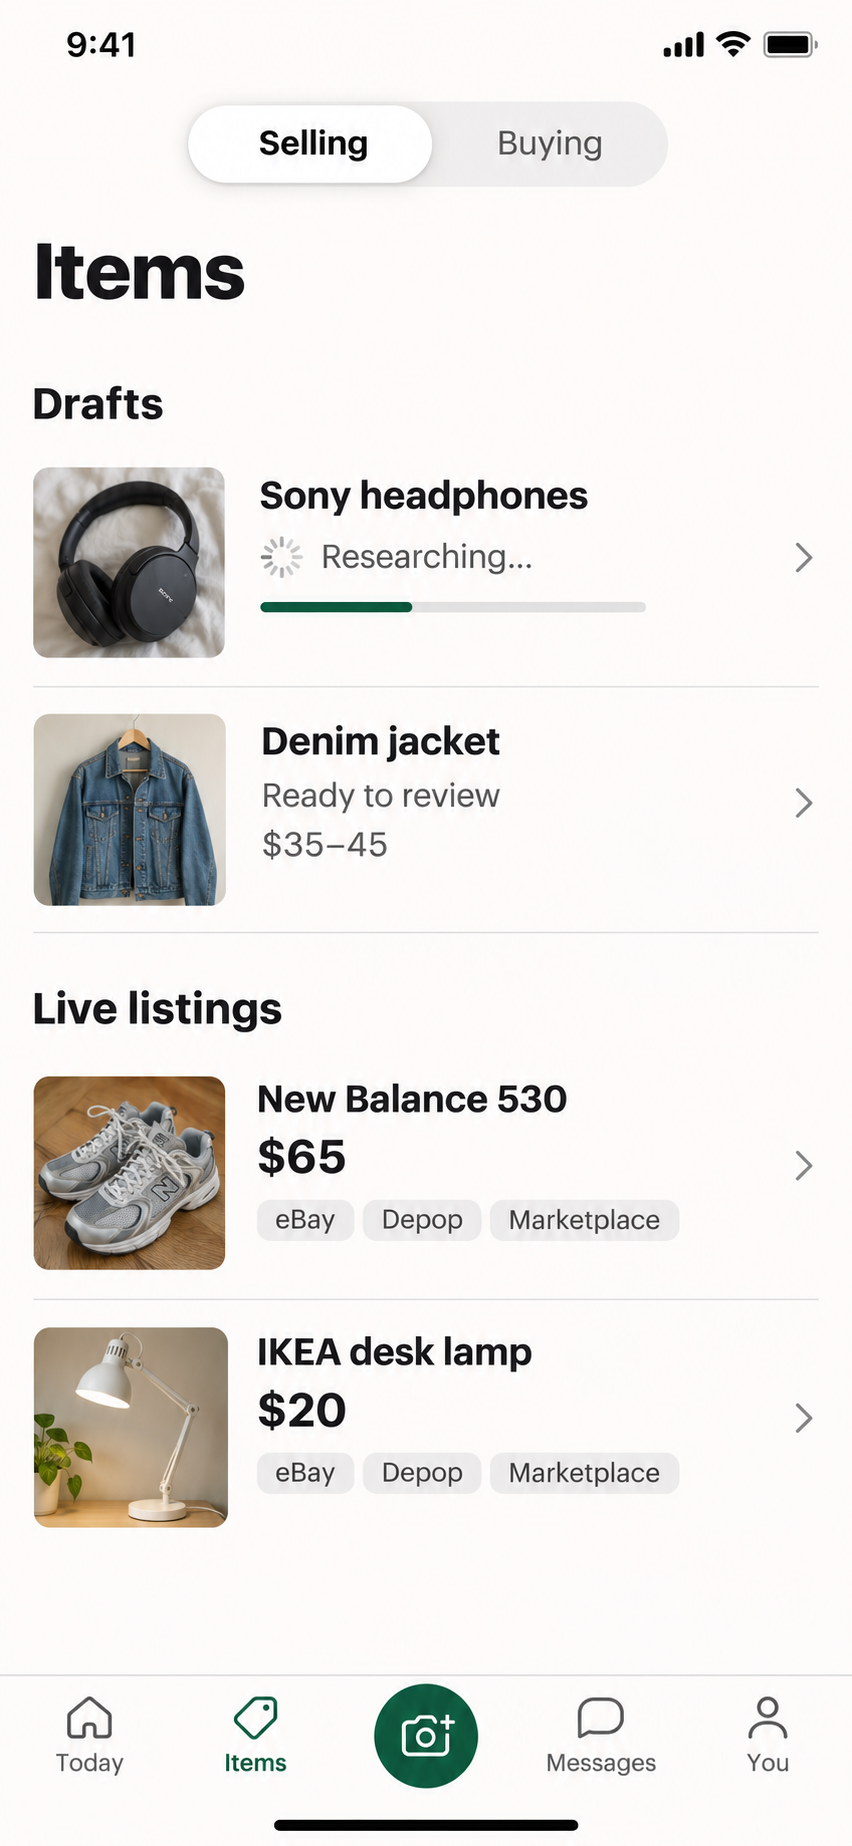 9:41
Selling
Buying
Items
Drafts
Sony headphones
Researching...
Denim jacket
Ready to review
$35–45
Live listings
New Balance 530
$65
eBay
Depop
Marketplace
IKEA desk lamp
$20
eBay
Depop
Marketplace
Today
Items
Messages
You